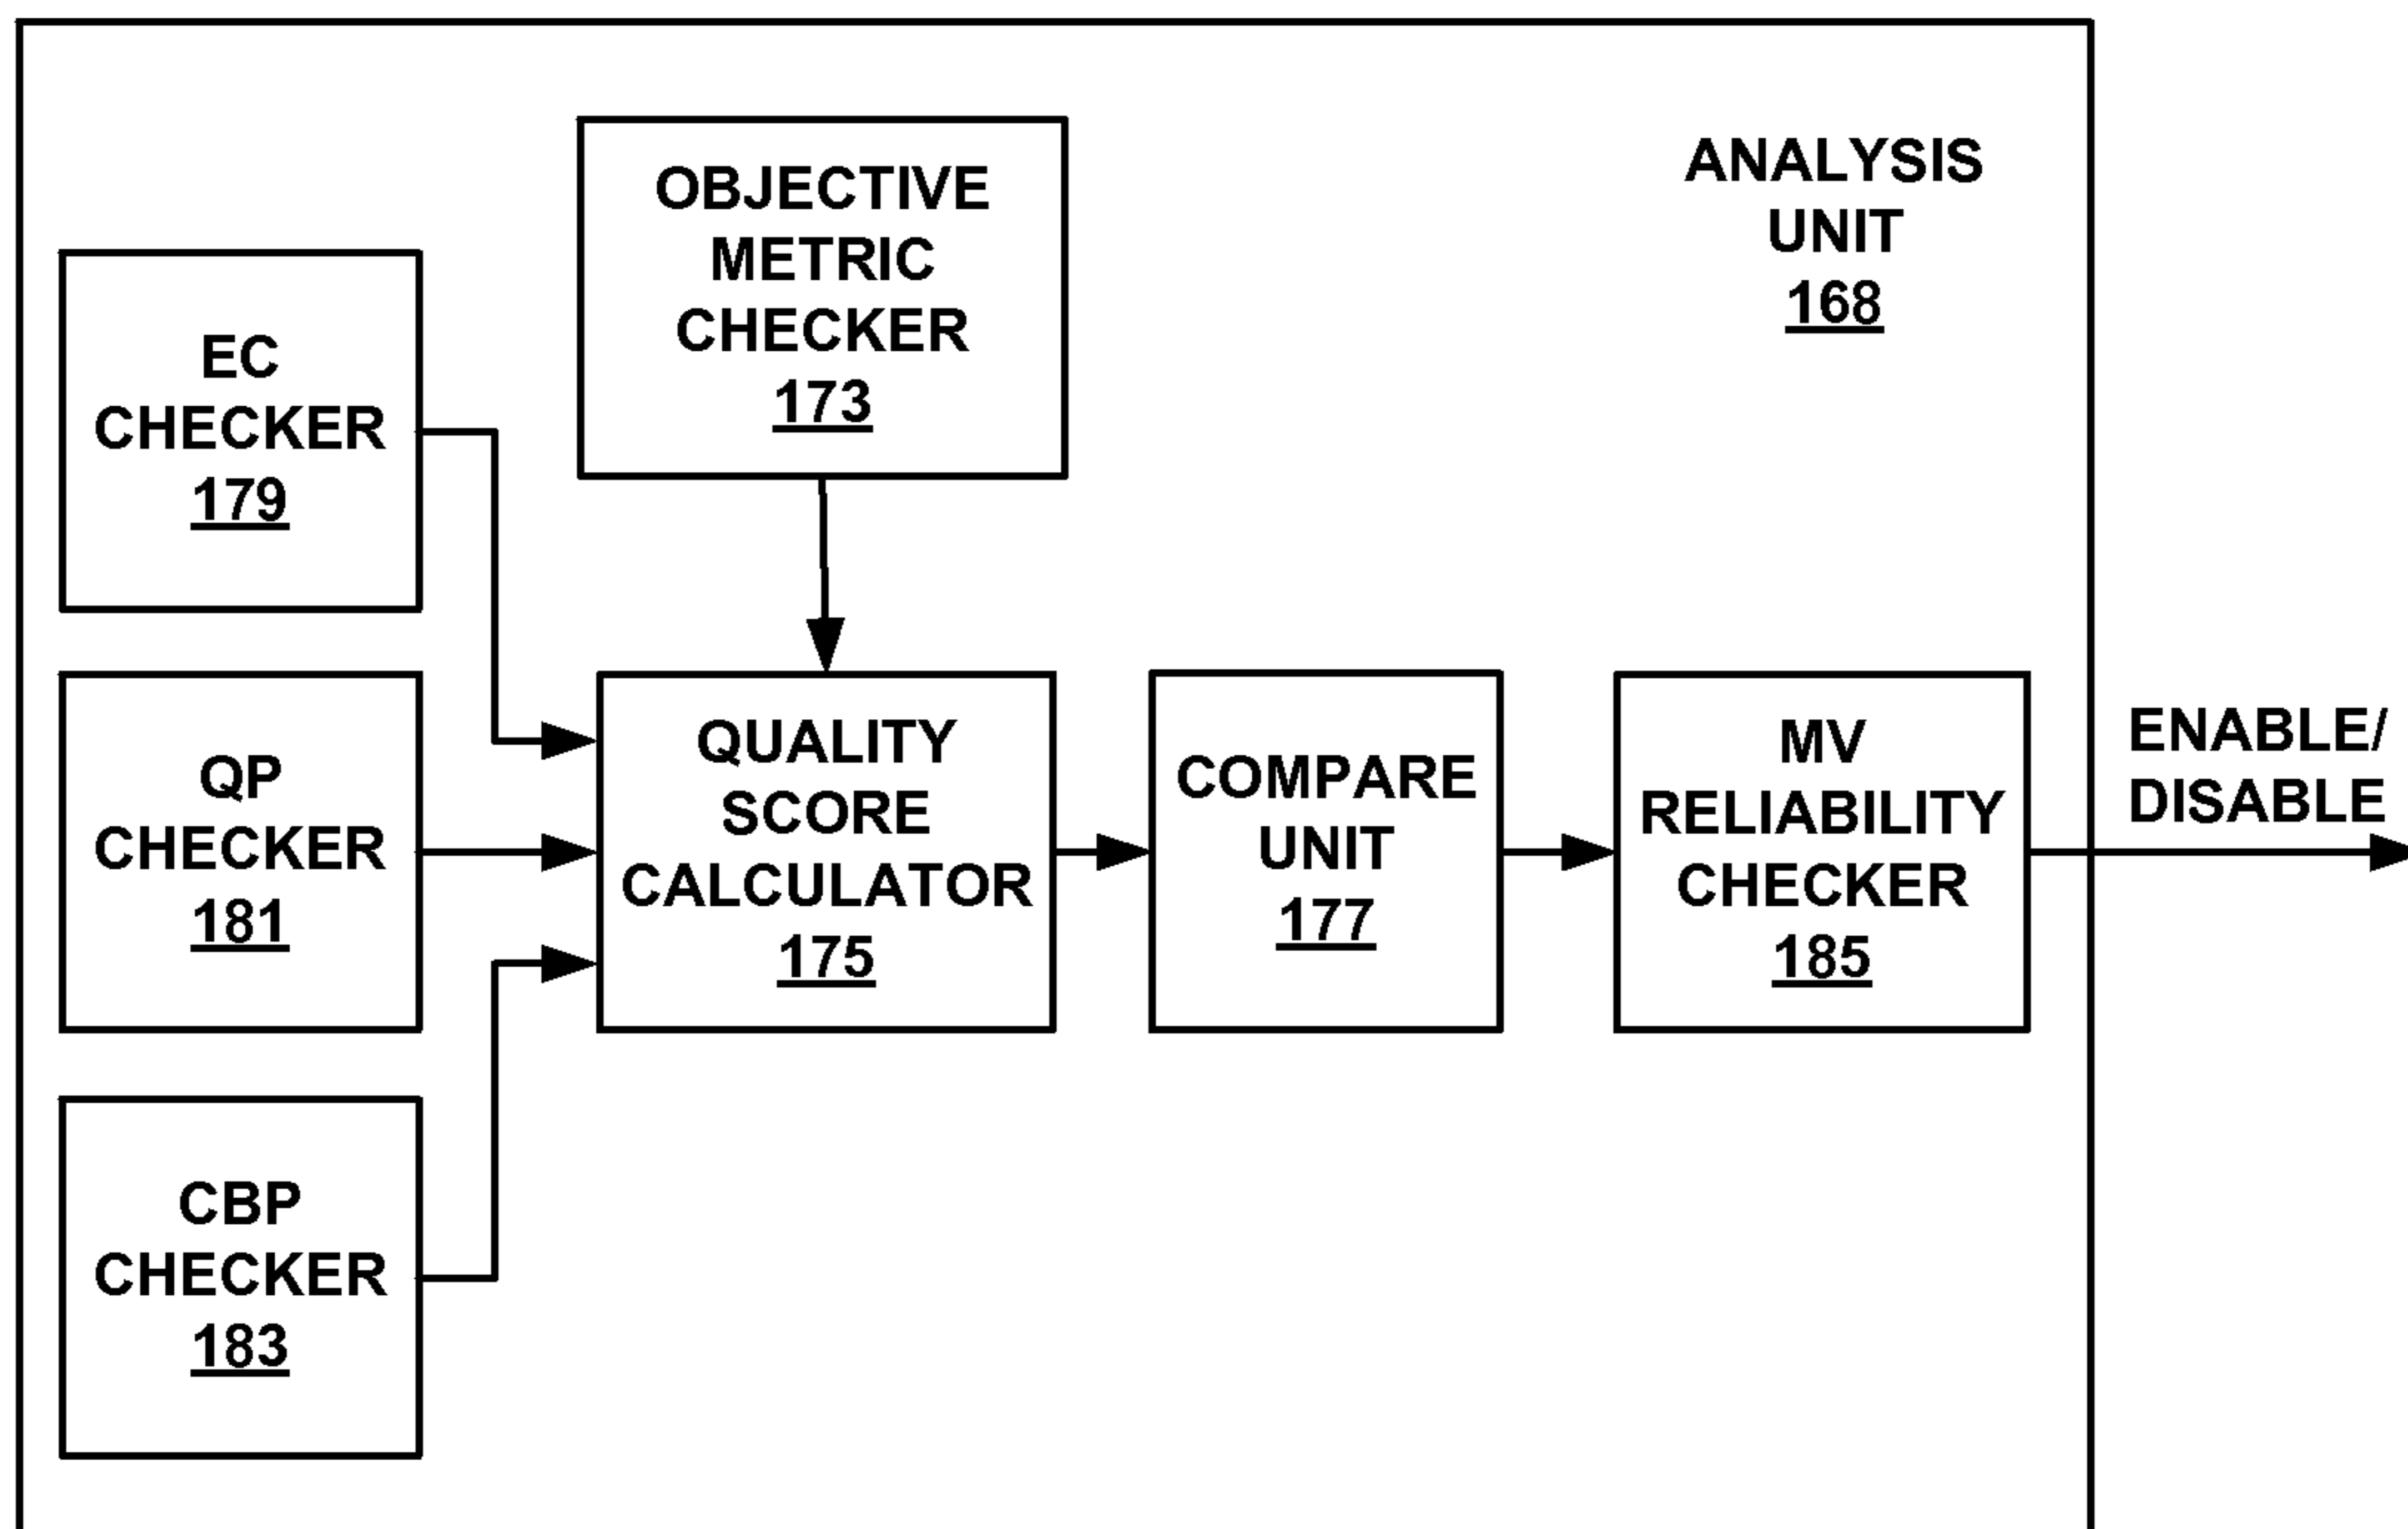 OBJECTIVE
METRIC
CHECKER
173
ANALYSIS
UNIT
168
EC
CHECKER
179
QP
CHECKER
181
QUALITY
SCORE
CALCULATOR
175
COMPARE
UNIT
177
MV
RELIABILITY
CHECKER
185
ENABLE/
DISABLE
CBP
CHECKER
183